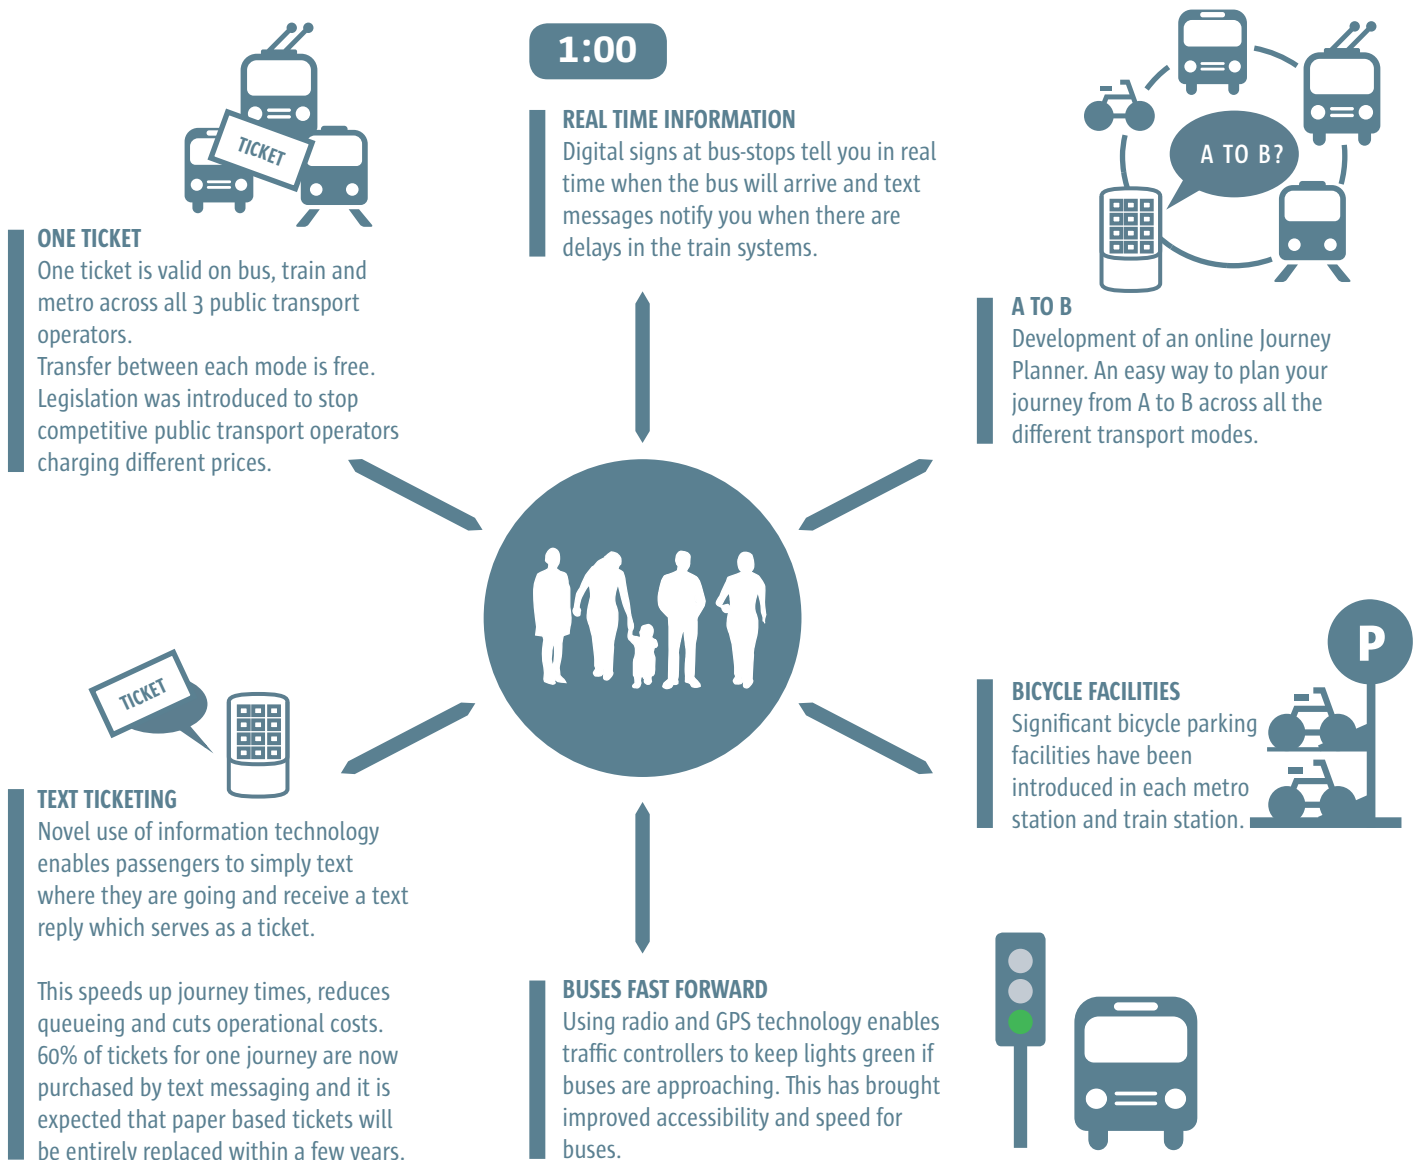 TICKET
ONE TICKET
One ticket is valid on bus, train and
metro across all 3 public transport
operators.
Transfer between each mode is free.
Legislation was introduced to stop
competitive public transport operators
charging different prices.
1:00
REAL TIME INFORMATION
Digital signs at bus-stops tell you in real
time when the bus will arrive and text
messages notify you when there are
delays in the train systems.
A TO B?
A TO B
Development of an online Journey
Planner. An easy way to plan your
journey from A to B across all the
different transport modes.
TICKET
TEXT TICKETING
Novel use of information technology
enables passengers to simply text
where they are going and receive a text
reply which serves as a ticket.
This speeds up journey times, reduces
queueing and cuts operational costs.
60% of tickets for one journey are now
purchased by text messaging and it is
expected that paper based tickets will
be entirely replaced within a few years.
BUSES FAST FORWARD
Using radio and GPS technology enables
traffic controllers to keep lights green if
buses are approaching. This has brought
improved accessibility and speed for
buses.
P
BICYCLE FACILITIES
Significant bicycle parking
facilities have been
introduced in each metro
station and train station.